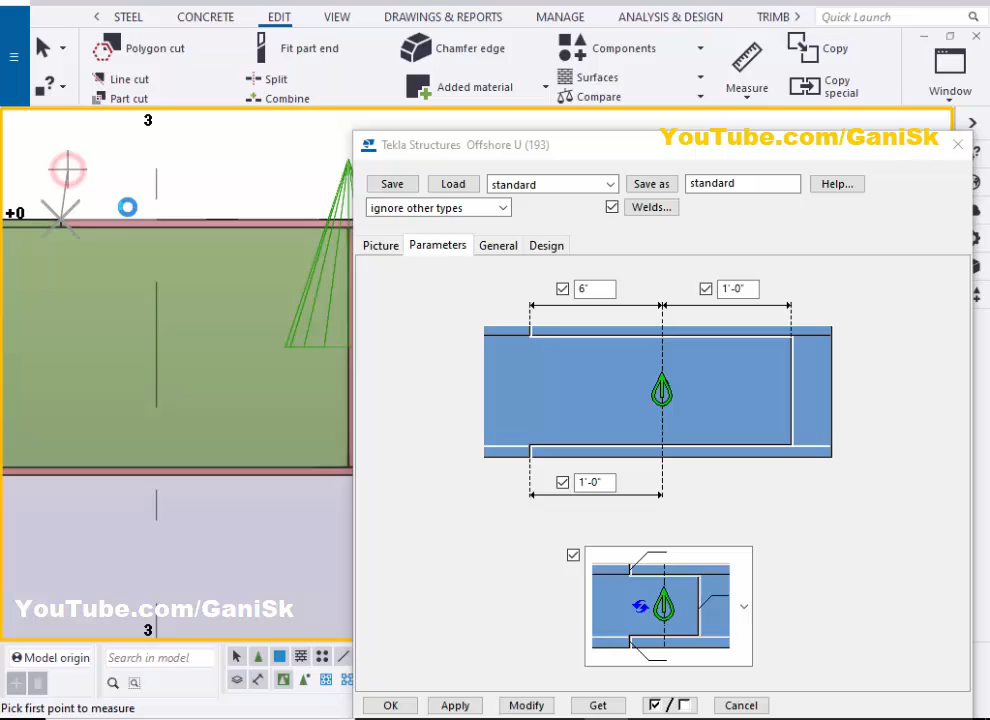 STEEL CONCRETE EDIT VIEW DRAWINGS & REPORTS MANAGE ANALYSIS & DESIGN TRIMB Quick Launch
Polygon cut Fit part end Chamfer edge Components Copy
Line cut Split Added material Surfaces Measure Copy special Window
Part cut Combine Compare
3
YouTube.com/GaniSk
Tekla Structures Offshore U (193)
Save Load standard Save as standard Help...
ignore other types Welds...
+0
Picture Parameters General Design
6" 1'-0"
1'-0"
YouTube.com/GaniSk
3
Model origin Search in model
OK Apply Modify Get / Cancel
Pick first point to measure